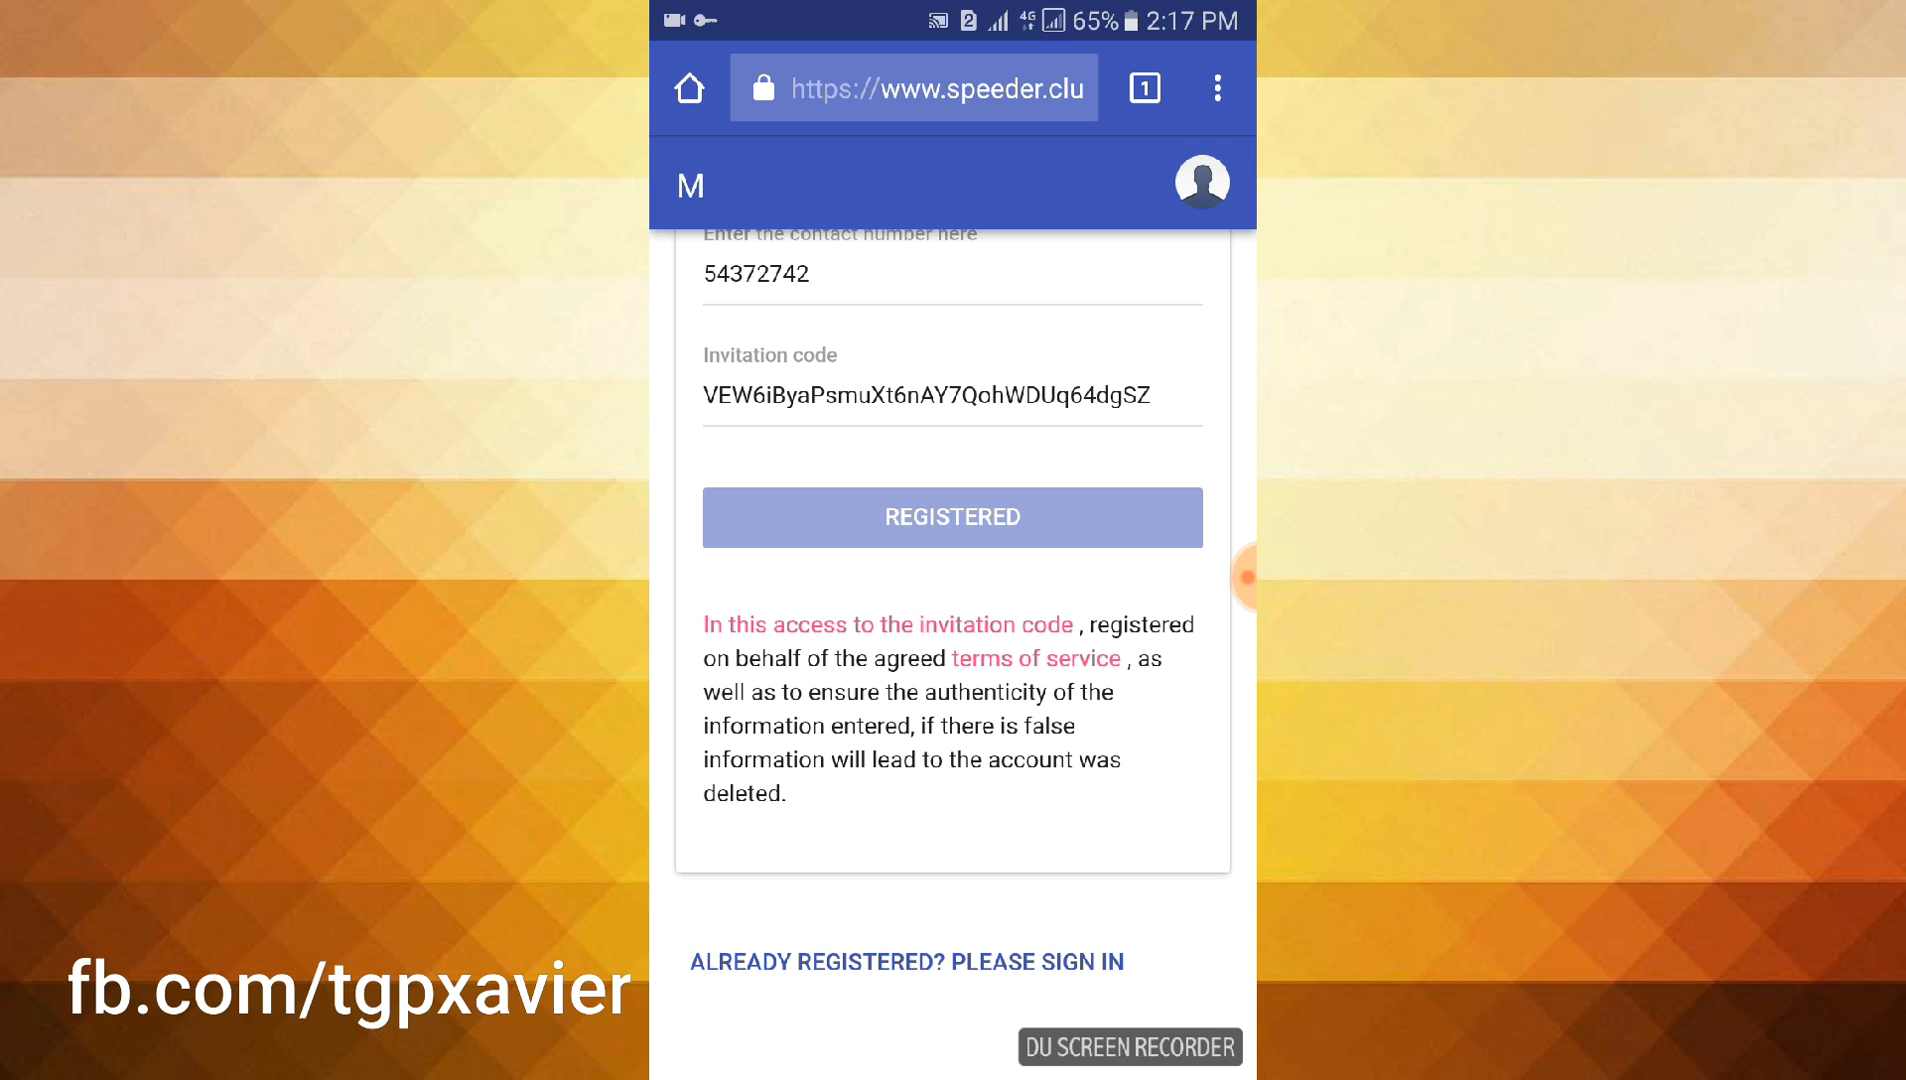 4G 65% 2:17 PM
https://www.speeder.clu 1
M
Enter the contact number here
54372742
Invitation code
VEW6iByaPsmuXt6nAY7QohWDUq64dgSZ
REGISTERED
In this access to the invitation code , registered
on behalf of the agreed terms of service , as
well as to ensure the authenticity of the
information entered, if there is false
information will lead to the account was
deleted.
ALREADY REGISTERED? PLEASE SIGN IN
fb.com/tgpxavier
DU SCREEN RECORDER